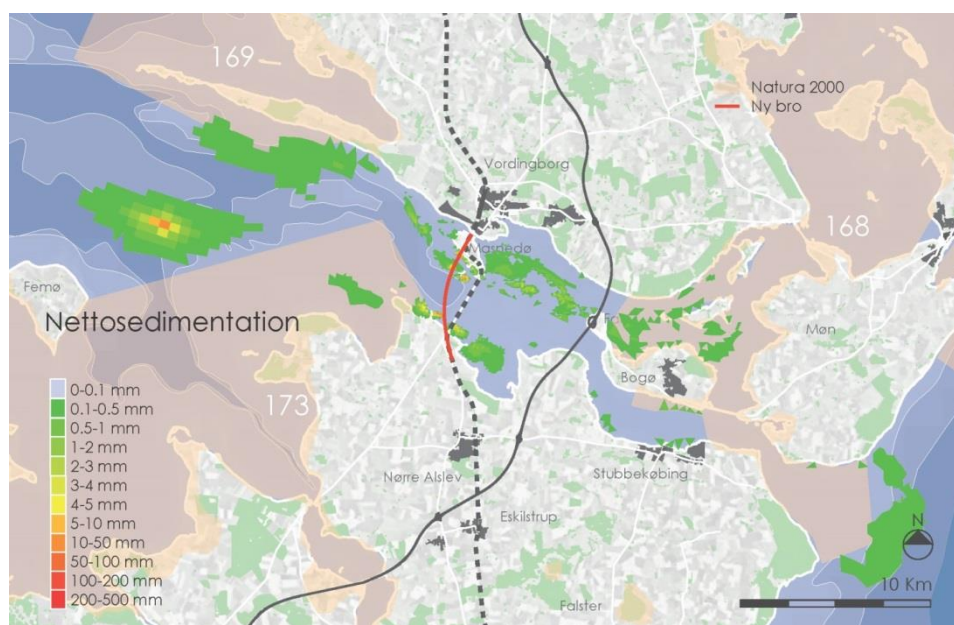 169
Natura 2000
Ny bro
Vordingborg
Masnedø
168
Femø
Nettosedimentation
Møn
Bogø
0-0.1 mm
0.1-0.5 mm
0.5-1 mm
1-2 mm
2-3 mm
3-4 mm
4-5 mm
5-10 mm
10-50 mm
50-100 mm
100-200 mm
200-500 mm
173
Nørre Alslev
Stubbekøbing
Eskilstrup
N
10 Km
Falster